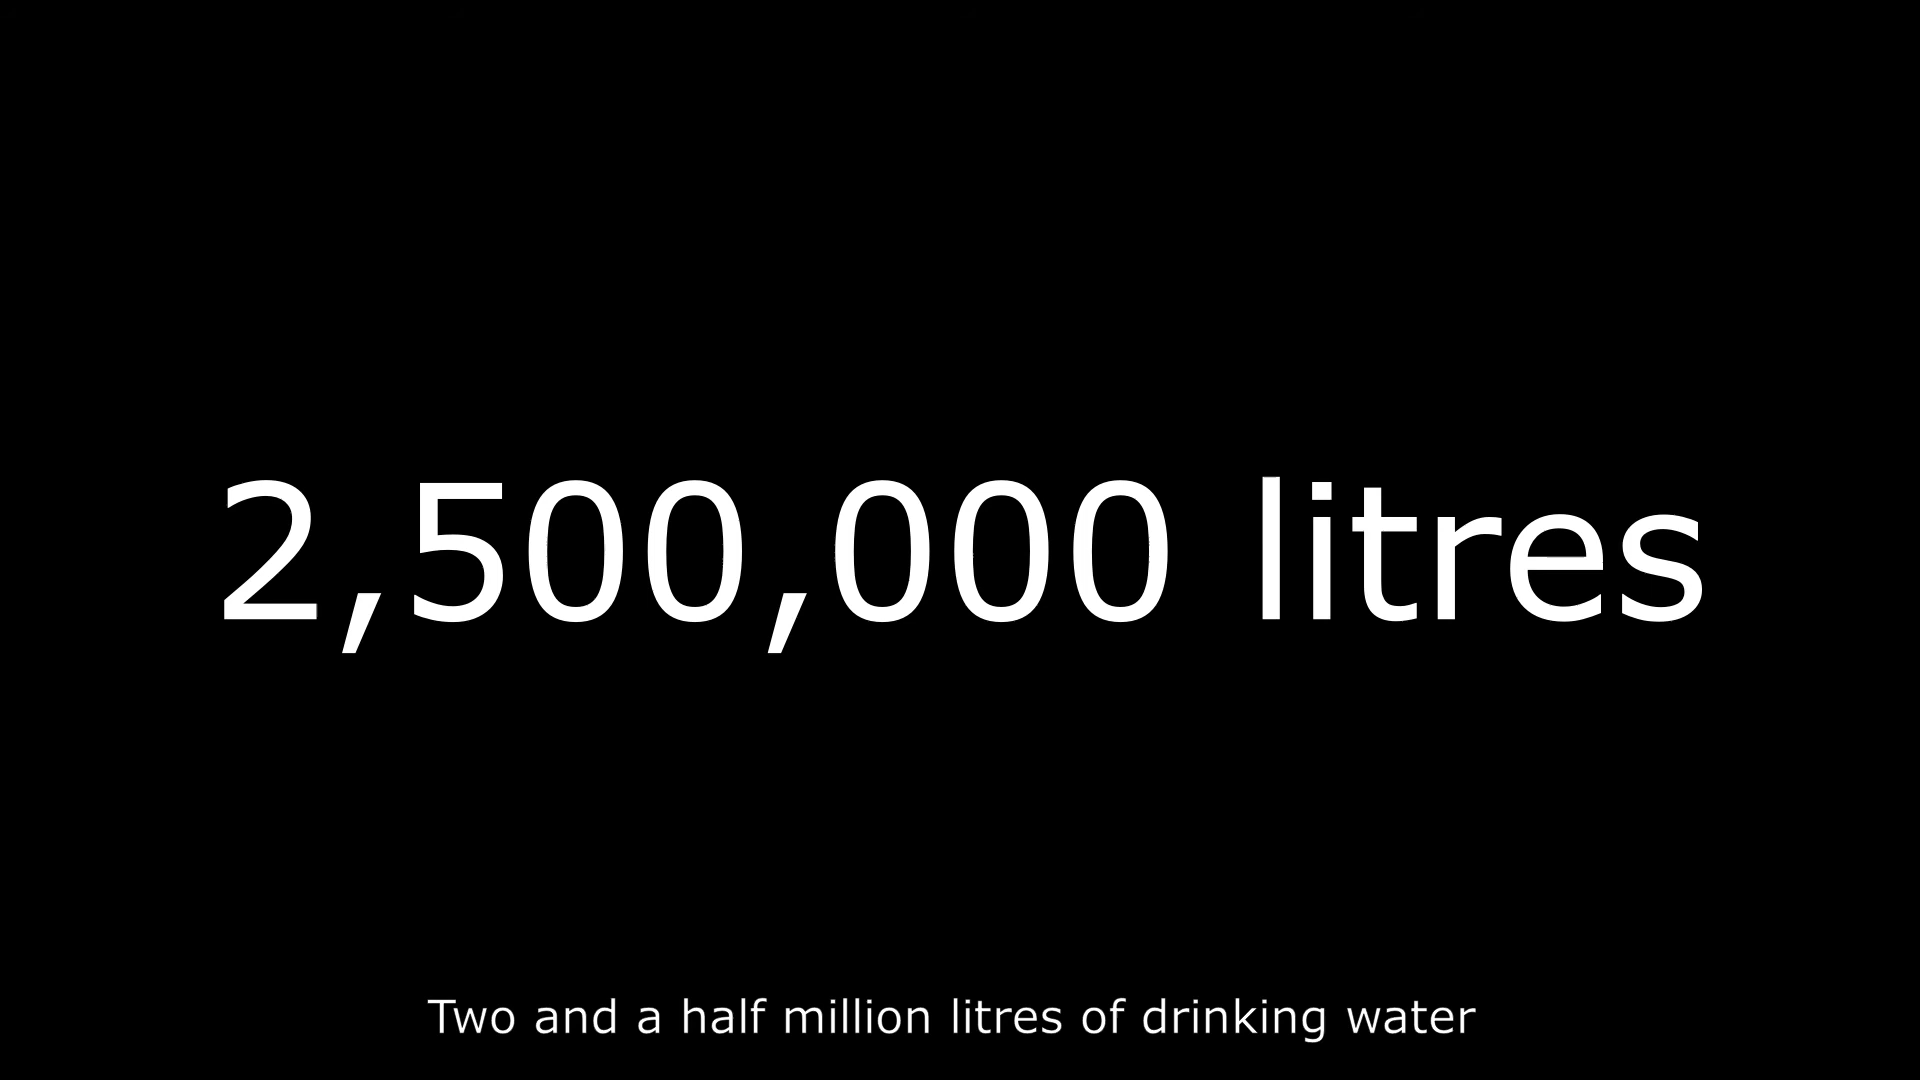 2,500,000 litres
Two and a half million litres of drinking water